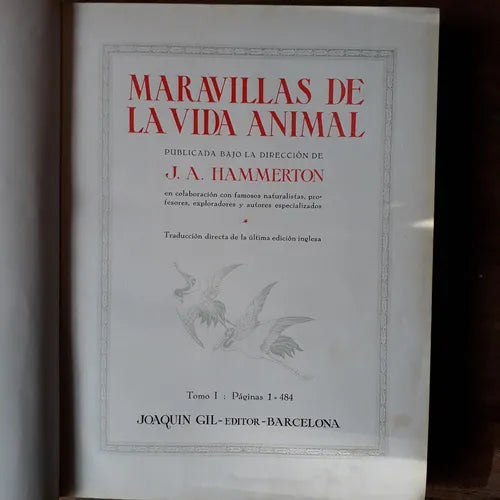 MARAVILLAS DE
LA VIDA ANIMAL
PUBLICADA BAJO LA DIRECCIÓN DE
J. A. HAMMERTON
en colaboración con famosos naturalistas, pro-
fesores, exploradores y autores especializados
Traducción directa de la última edición inglesa
Tomo I : Páginas 1 - 484
JOAQUIN GIL-EDITOR-BARCELONA